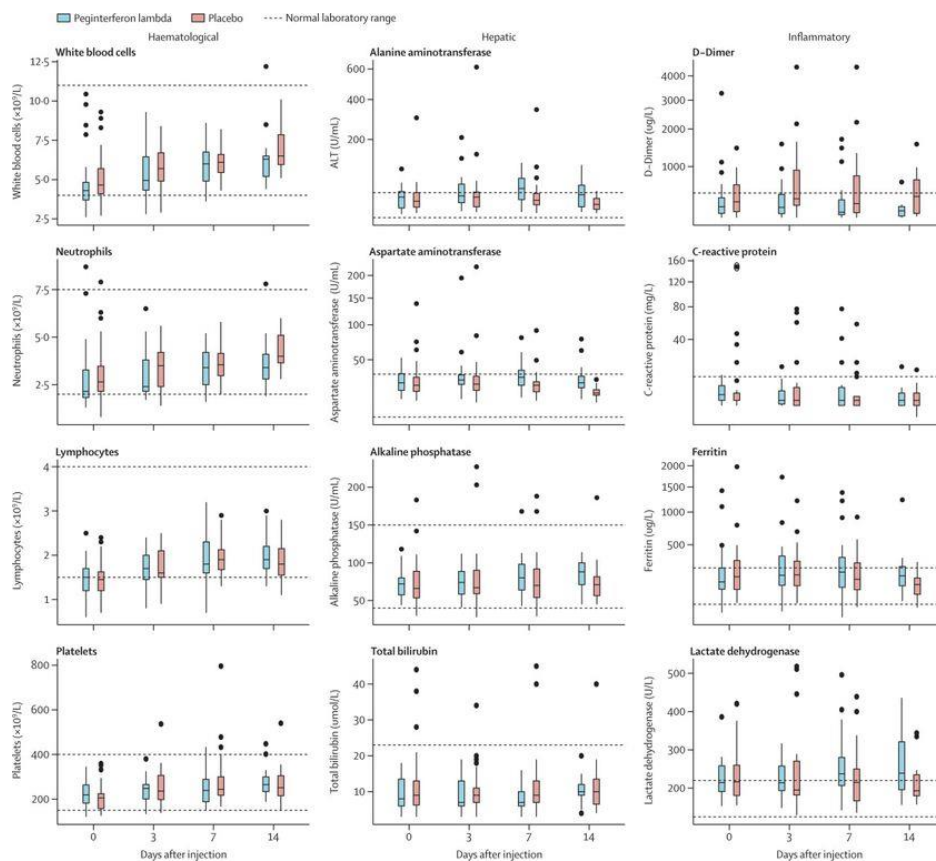 Peginterferon lambda Placebo Normal laboratory range
Haematological Hepatic Inflammatory
White blood cells
White blood cells (×10⁹/L)
12·5
10·0
7·5
5·0
2·5
Alanine aminotransferase
ALT (U/mL)
600
400
200
D–Dimer
D–Dimer (ug/L)
4000
3000
1000
Neutrophils
Neutrophils (×10⁹/L)
7·5
5·0
2·5
Aspartate aminotransferase
Aspartate aminotransferase (U/mL)
200
150
100
50
C-reactive protein
C-reactive protein (mg/L)
160
120
80
40
Lymphocytes
Lymphocytes (×10⁹/L)
4
3
2
1
Alkaline phosphatase
Alkaline phosphatase (U/mL)
200
150
100
50
Ferritin
Ferritin (ug/L)
2000
1500
1000
500
Platelets
Platelets (×10⁹/L)
800
600
400
200
0 3 7 14
Days after injection
Total bilirubin
Total bilirubin (umol/L)
40
30
20
10
0 3 7 14
Days after injection
Lactate dehydrogenase
Lactate dehydrogenase (U/L)
500
400
300
200
0 3 7 14
Days after injection